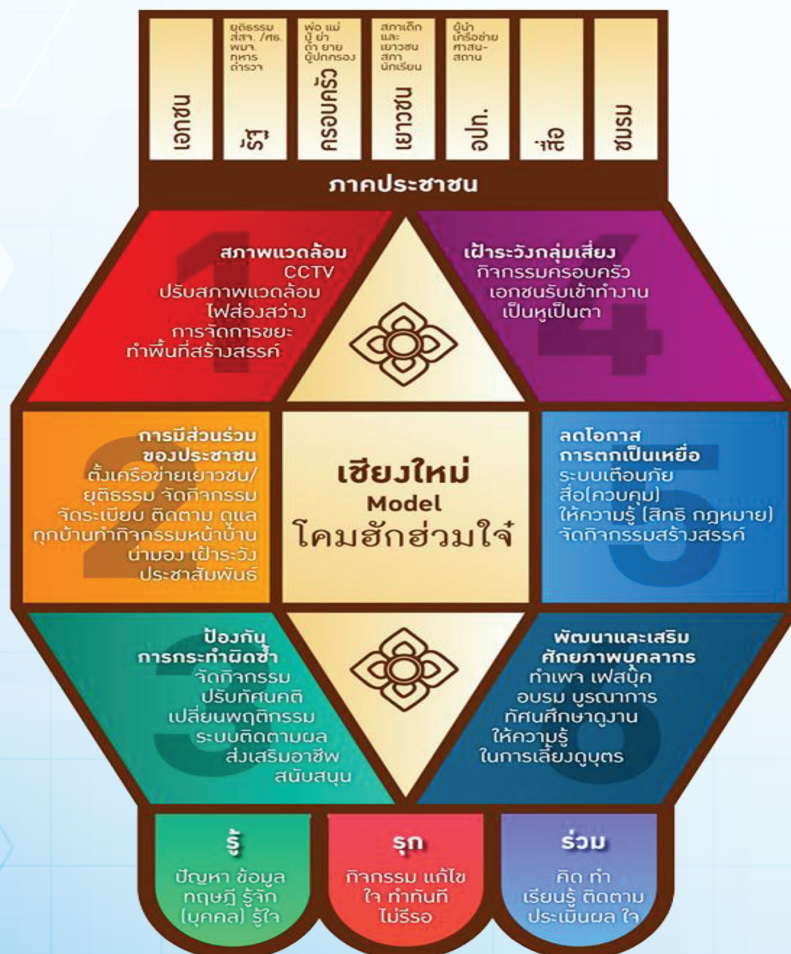 เอกชน
ยุติธรรม
สสจ. /ศธ.
พมจ.
ทหาร
ตำรวจ
รัฐ
พ่อ แม่
ปู่ ย่า
ตา ยาย
ผู้ปกครอง
ครอบครัว
สภาเด็ก
และ
เยาวชน
สภา
นักเรียน
เยาวชน
ผู้นำ
เครือข่าย
ศาสน-
สถาน
อปท.
สื่อ
ชมรม
ภาคประชาชน
1
สภาพแวดล้อม
CCTV
ปรับสภาพแวดล้อม
ไฟส่องสว่าง
การจัดการขยะ
ทำพื้นที่สร้างสรรค์
4
เฝ้าระวังกลุ่มเสี่ยง
กิจกรรมครอบครัว
เอกชนรับเข้าทำงาน
เป็นหูเป็นตา
2
การมีส่วนร่วม
ของประชาชน
ตั้งเครือข่ายเยาวชน/
ยุติธรรม จัดกิจกรรม
จัดระเบียบ ติดตาม ดูแล
ทุกบ้านทำกิจกรรมหน้าบ้าน
น่ามอง เฝ้าระวัง
ประชาสัมพันธ์
เชียงใหม่
Model
โคมฮักฮ่วมใจ๋
5
ลดโอกาส
การตกเป็นเหยื่อ
ระบบเตือนภัย
สื่อ(ควบคุม)
ให้ความรู้ (สิทธิ กฎหมาย)
จัดกิจกรรมสร้างสรรค์
3
ป้องกัน
การกระทำผิดซ้ำ
จัดกิจกรรม
ปรับทัศนคติ
เปลี่ยนพฤติกรรม
ระบบติดตามผล
ส่งเสริมอาชีพ
สนับสนุน
6
พัฒนาและเสริม
ศักยภาพบุคลากร
ทำเพจ เฟสบุ้ค
อบรม บูรณาการ
ทัศนศึกษาดูงาน
ให้ความรู้
ในการเลี้ยงดูบุตร
รู้
ปัญหา ข้อมูล
ทฤษฎี รู้จัก
(บุคคล) รู้ใจ
รุก
กิจกรรม แก้ไข
ใจ ทำทันที
ไม่รีรอ
ร่วม
คิด ทำ
เรียนรู้ ติดตาม
ประเมินผล ใจ